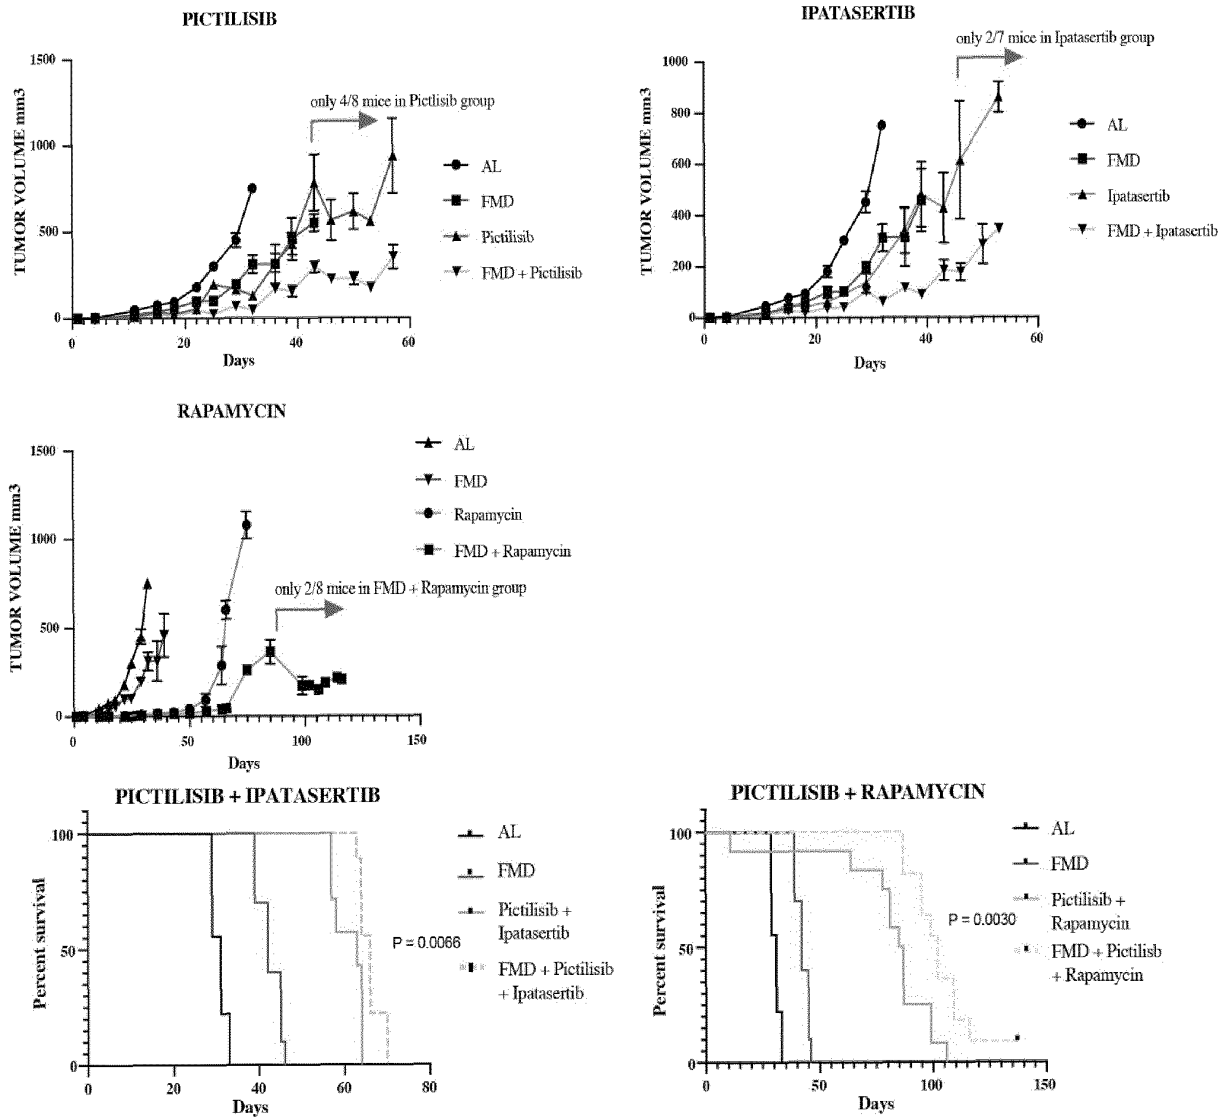 PICTILISIB
TUMOR VOLUME mm3
1500
1000
500
0
0 20 40 60
Days
only 4/8 mice in Pictlisib group
AL
FMD
Pictilisib
FMD + Pictilisib
IPATASERTIB
TUMOR VOLUME mm3
1000
800
600
400
200
0
0 20 40 60
Days
only 2/7 mice in Ipatasertib group
AL
FMD
Ipatasertib
FMD + Ipatasertib
RAPAMYCIN
TUMOR VOLUME mm3
1500
1000
500
0
0 50 100 150
Days
only 2/8 mice in FMD + Rapamycin group
AL
FMD
Rapamycin
FMD + Rapamycin
PICTILISIB + IPATASERTIB
Percent survival
100
50
0
0 20 40 60 80
Days
P = 0.0066
AL
FMD
Pictilisib +
Ipatasertib
FMD + Pictilisib
+ Ipatasertib
PICTILISIB + RAPAMYCIN
Percent survival
100
50
0
0 50 100 150
Days
P = 0.0030
AL
FMD
Pictilisib +
Rapamycin
FMD + Pictilisb
+ Rapamycin